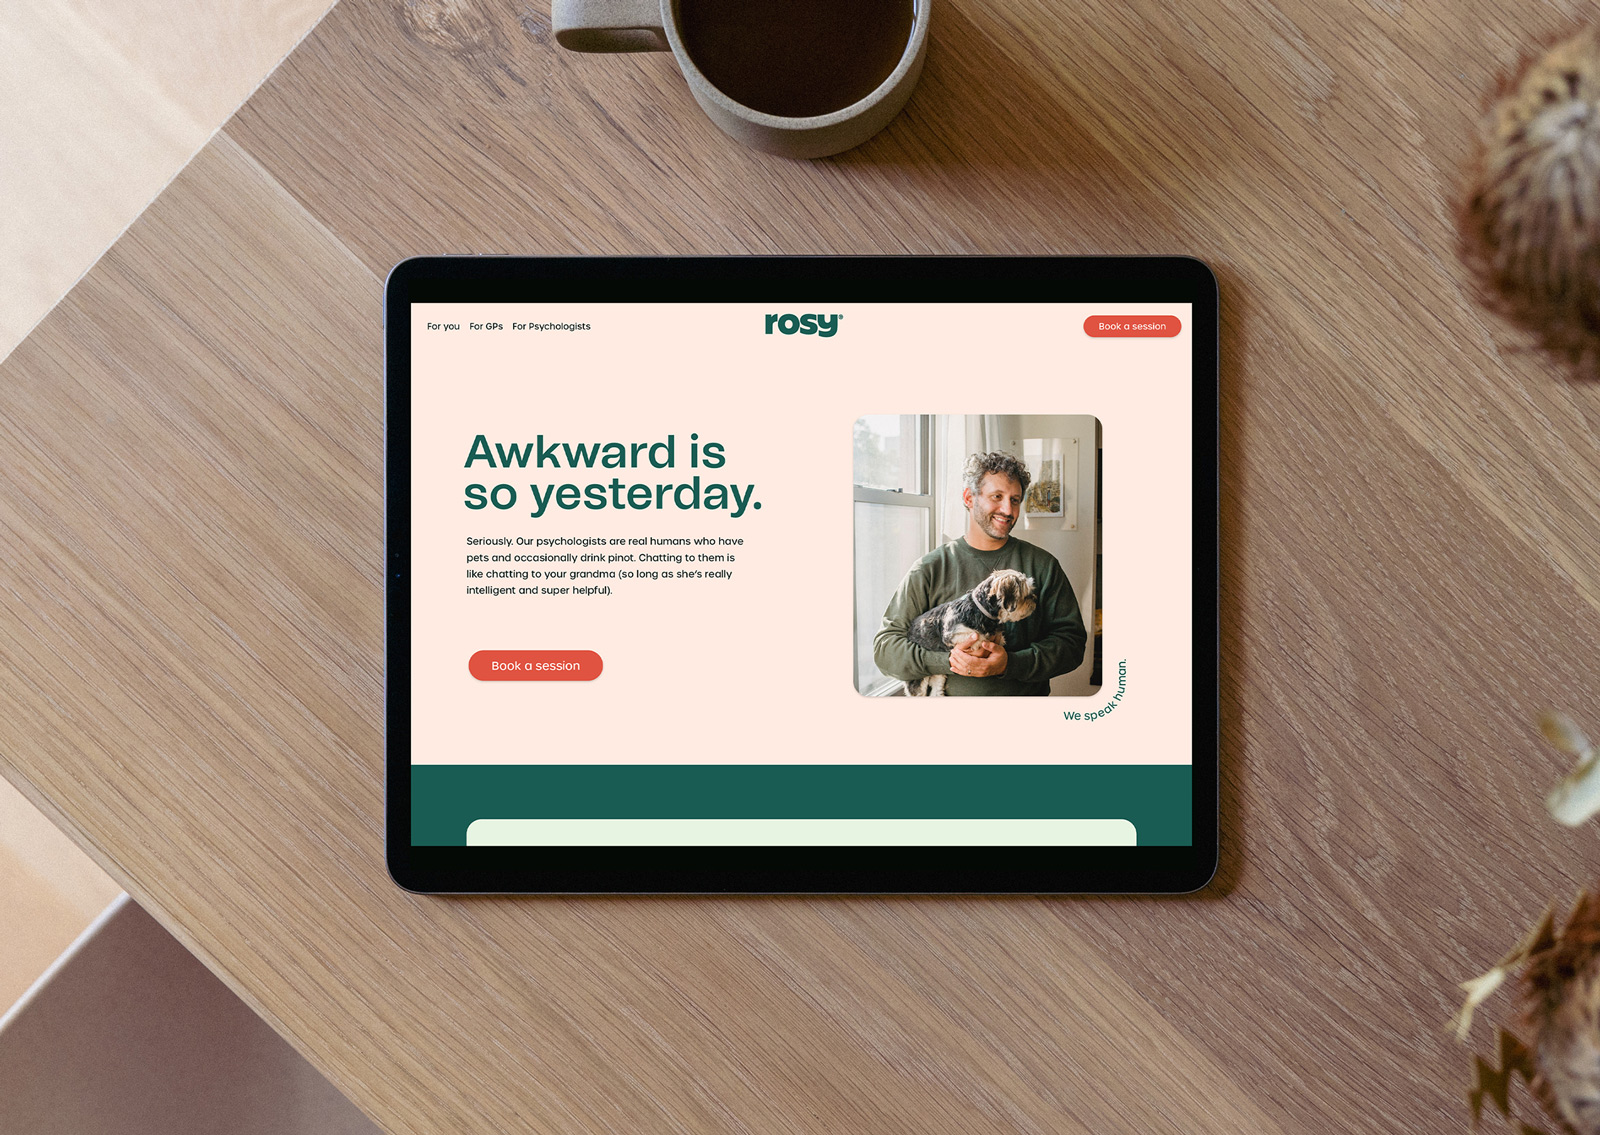 For you For GPs For Psychologists
rosy®
Book a session
Awkward is
so yesterday.
Seriously. Our psychologists are real humans who have
pets and occasionally drink pinot. Chatting to them is
like chatting to your grandma (so long as she's really
intelligent and super helpful).
Book a session
We speak human.